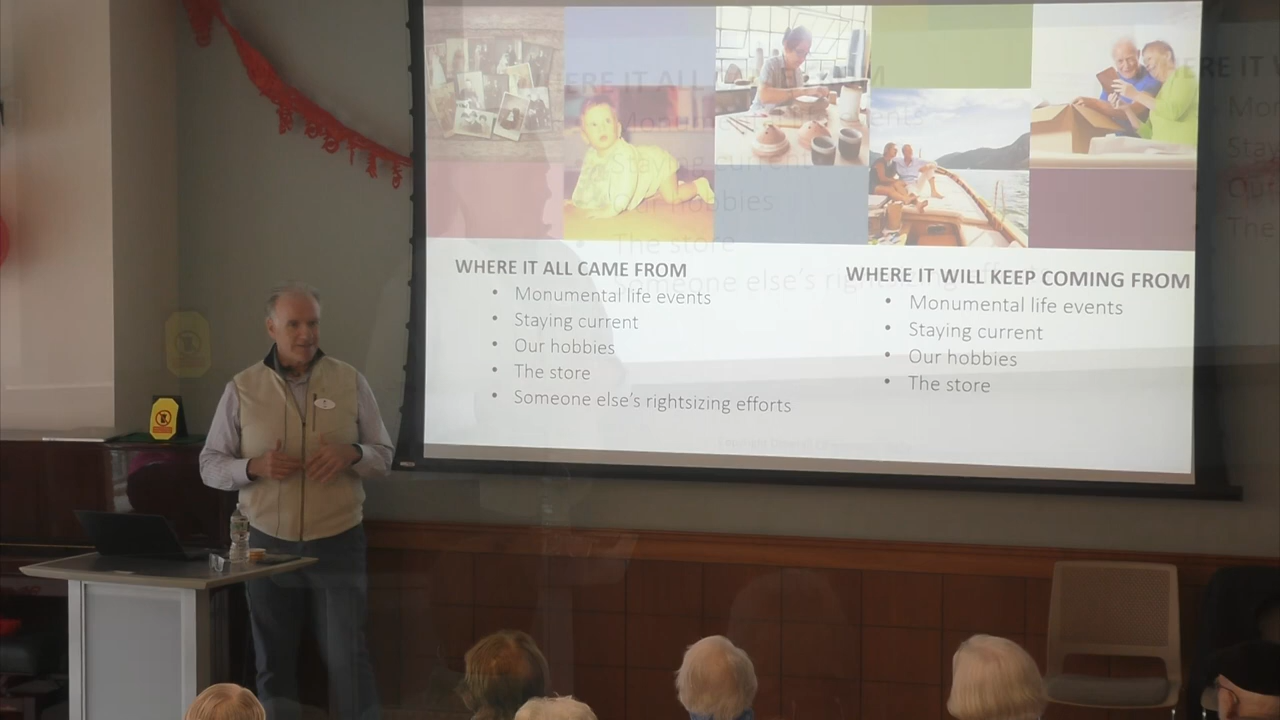 WHERE IT ALL CAME FROM
• Monumental life events
• Staying current
• Our hobbies
• The store
• Someone else's rightsizing efforts
WHERE IT WILL KEEP COMING FROM
• Monumental life events
• Staying current
• Our hobbies
• The store